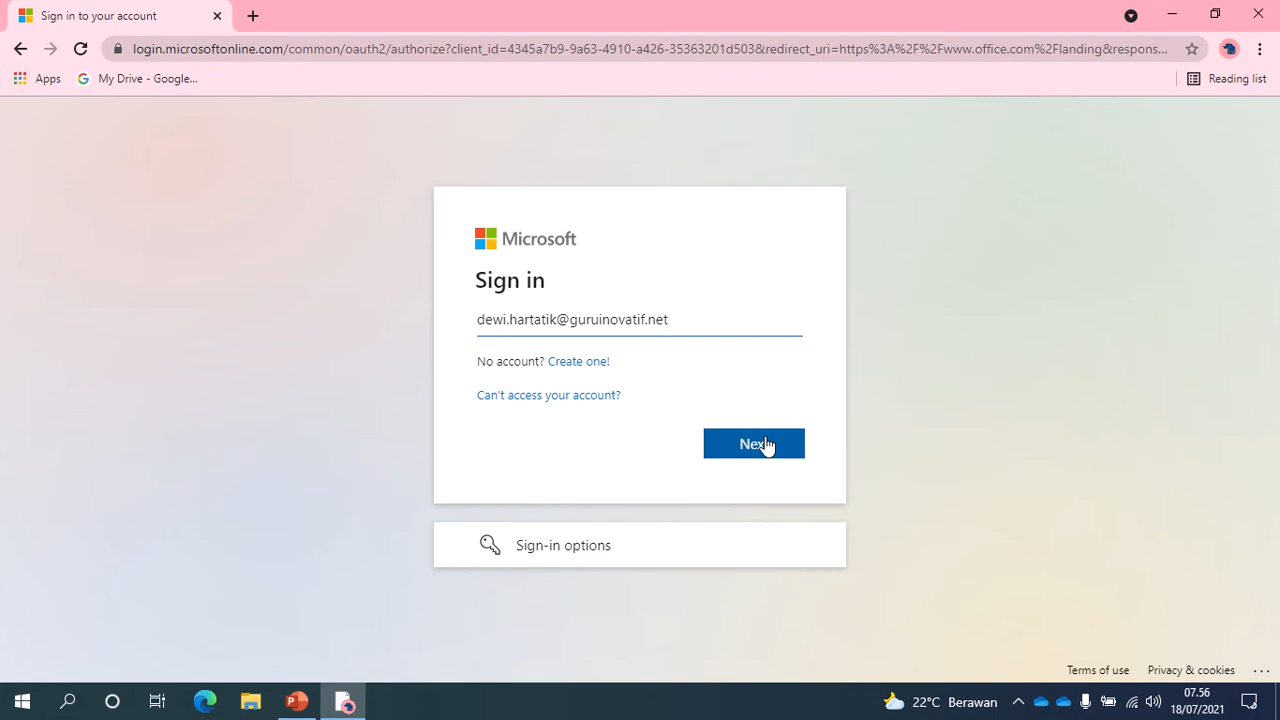 Sign in to your account
login.microsoftonline.com/common/oauth2/authorize?client_id=4345a7b9-9a63-4910-a426-35363201d503&redirect_uri=https%3A%2F%2Fwww.office.com%2Flanding&respons...
Apps My Drive - Google... Reading list
Microsoft
Sign in
dewi.hartatik@guruinovatif.net
No account? Create one!
Can't access your account?
Next
Sign-in options
Terms of use Privacy & cookies ...
22°C Berawan 07.56
18/07/2021